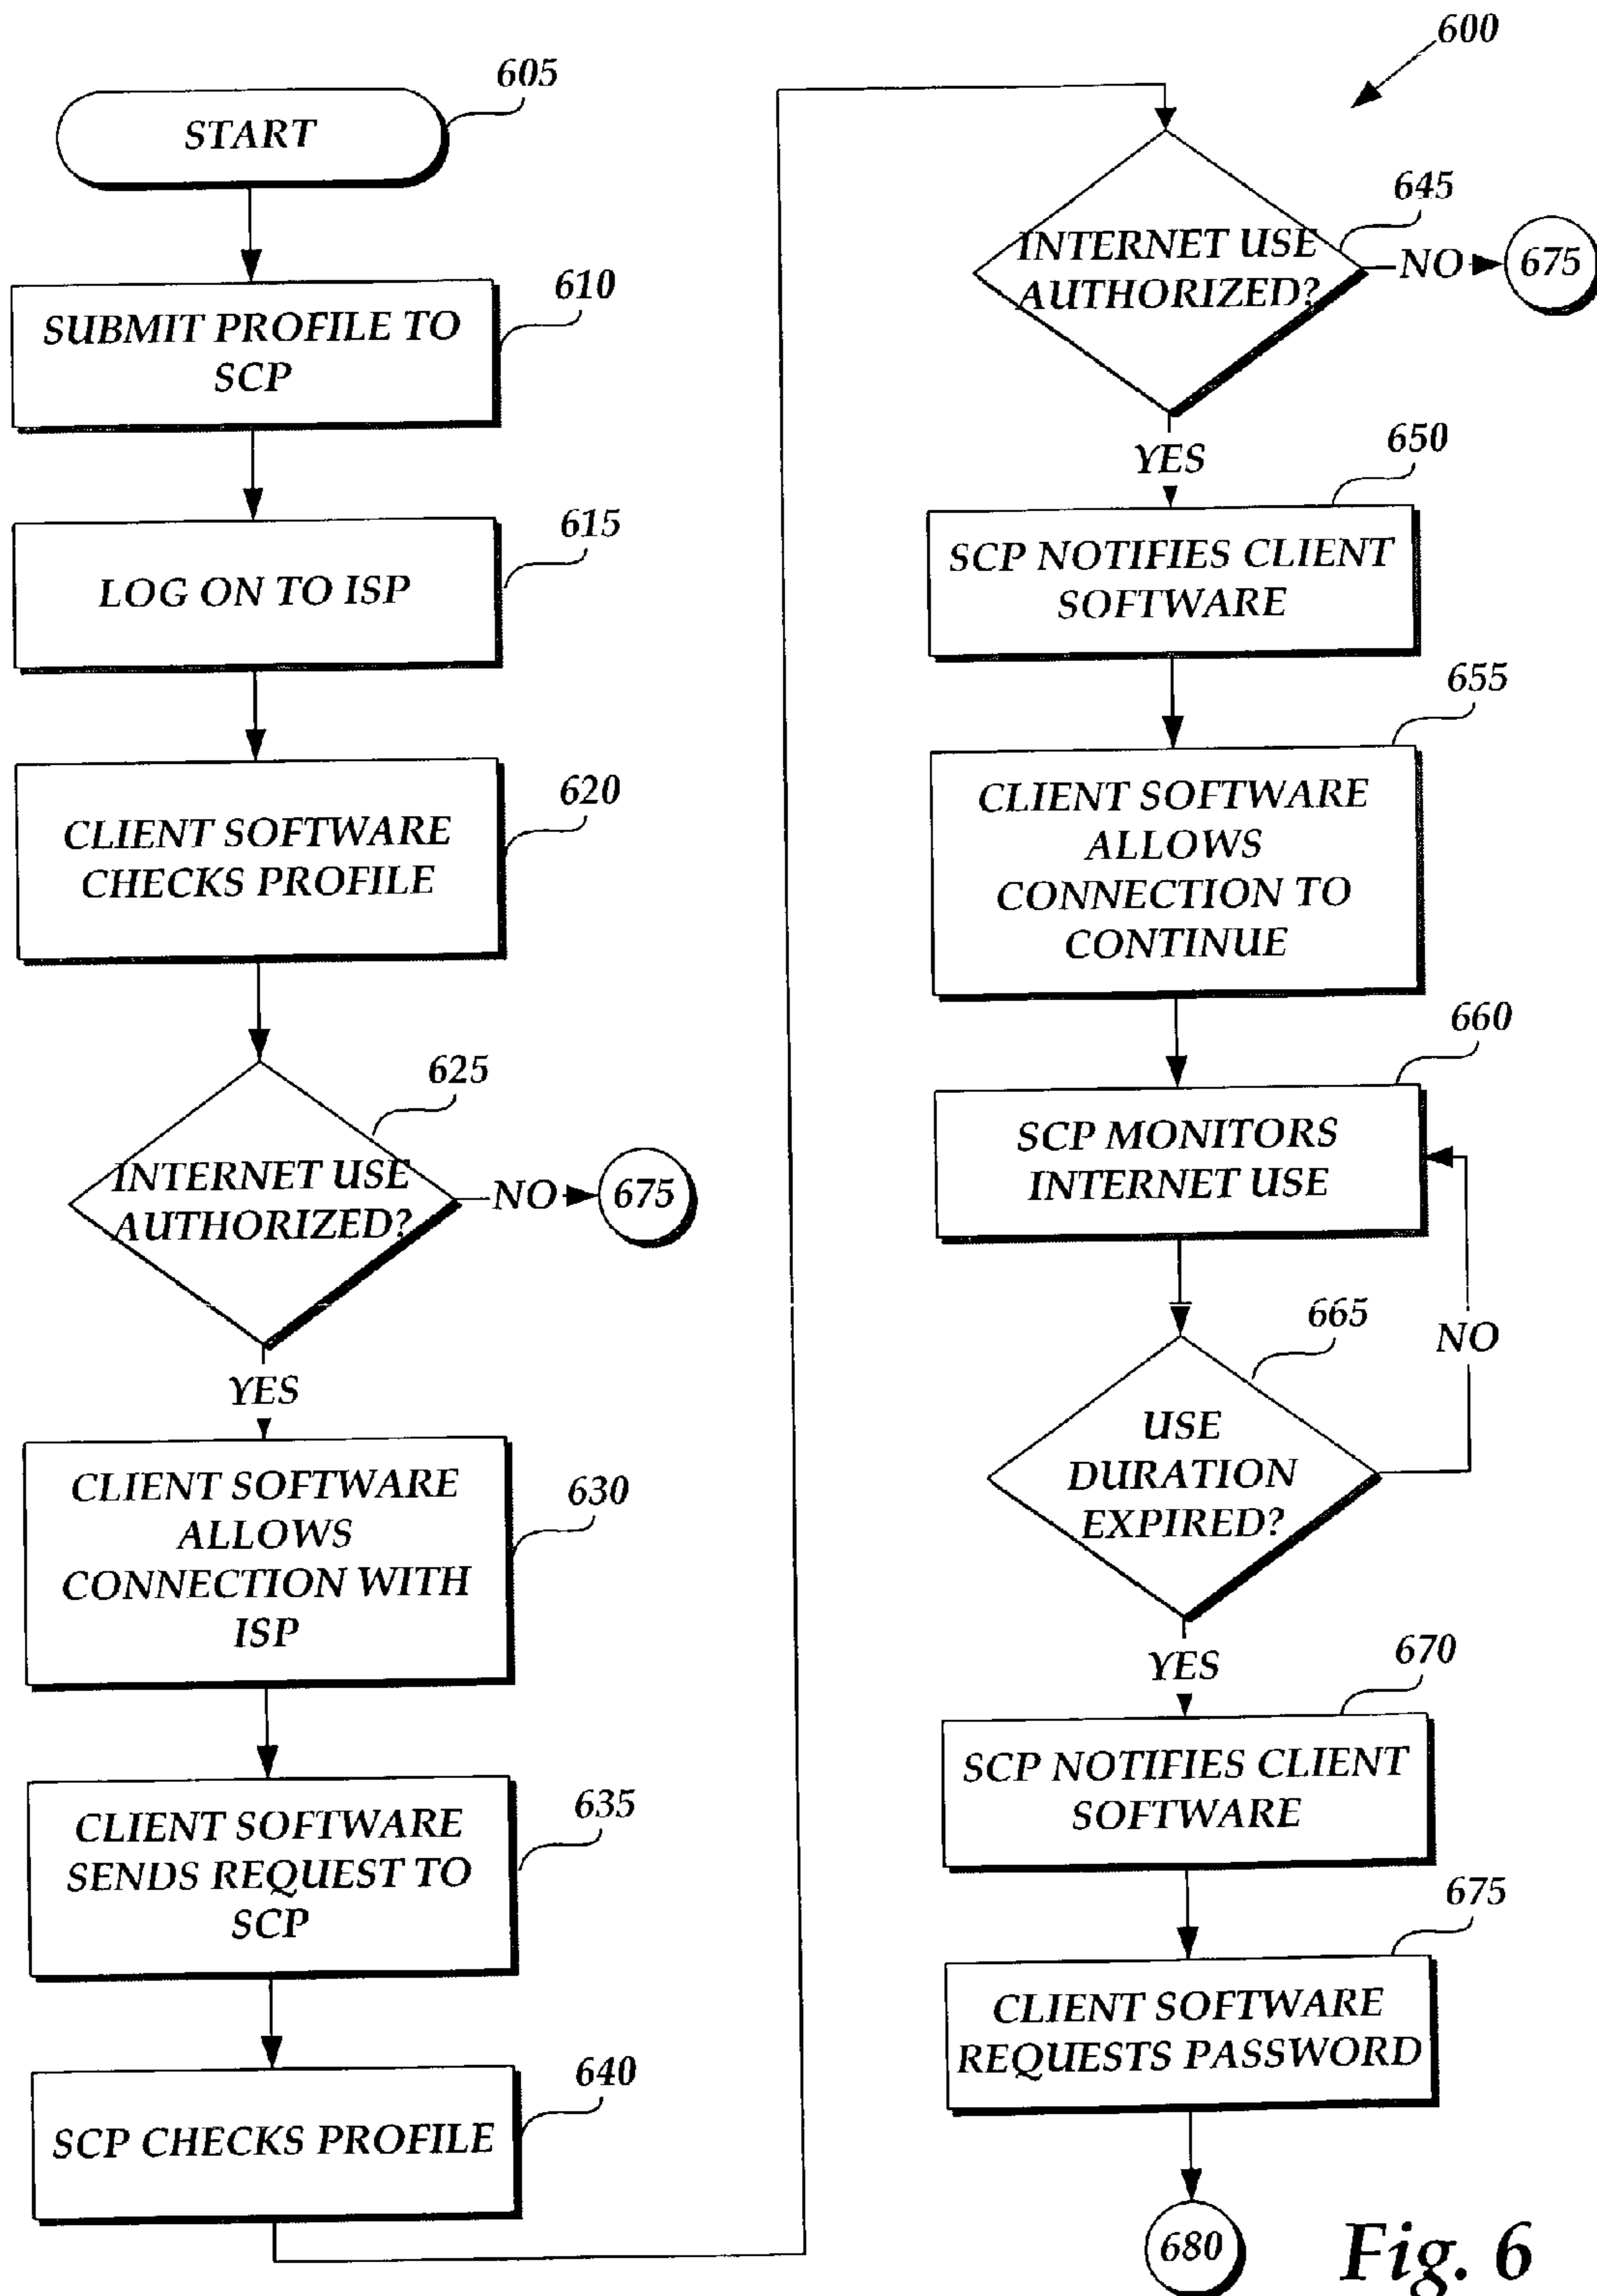 605
START
610
SUBMIT PROFILE TO
SCP
615
LOG ON TO ISP
620
CLIENT SOFTWARE
CHECKS PROFILE
625
INTERNET USE
AUTHORIZED?
NO
675
YES
630
CLIENT SOFTWARE
ALLOWS
CONNECTION WITH
ISP
635
CLIENT SOFTWARE
SENDS REQUEST TO
SCP
640
SCP CHECKS PROFILE
600
645
INTERNET USE
AUTHORIZED?
NO
675
YES
650
SCP NOTIFIES CLIENT
SOFTWARE
655
CLIENT SOFTWARE
ALLOWS
CONNECTION TO
CONTINUE
660
SCP MONITORS
INTERNET USE
665
NO
USE
DURATION
EXPIRED?
YES
670
SCP NOTIFIES CLIENT
SOFTWARE
675
CLIENT SOFTWARE
REQUESTS PASSWORD
680
Fig. 6